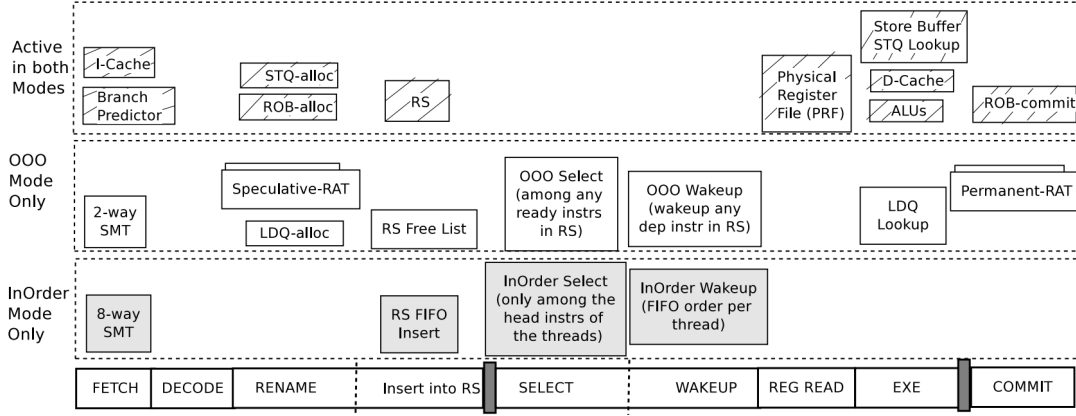 Active
in both
Modes
I-Cache
Branch
Predictor
STQ-alloc
ROB-alloc
RS
Physical
Register
File (PRF)
Store Buffer
STQ Lookup
D-Cache
ALUs
ROB-commit
OOO
Mode
Only
2-way
SMT
Speculative-RAT
LDQ-alloc
RS Free List
OOO Select
(among any
ready instrs
in RS)
OOO Wakeup
(wakeup any
dep instr in RS)
LDQ
Lookup
Permanent-RAT
InOrder
Mode
Only
8-way
SMT
RS FIFO
Insert
InOrder Select
(only among the
head instrs of
of the threads)
InOrder Wakeup
(FIFO order per
thread)
FETCH
DECODE
RENAME
Insert into RS
SELECT
WAKEUP
REG READ
EXE
COMMIT